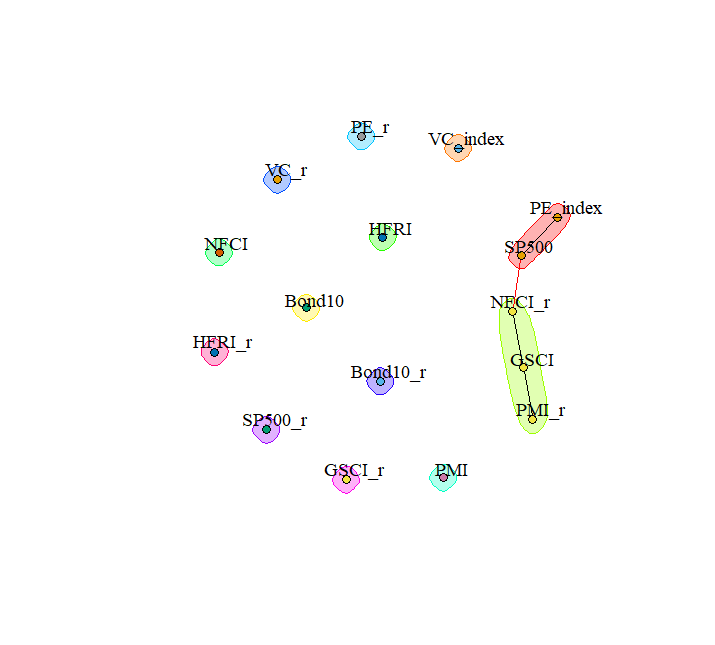 PE_r
VC_index
VC_r
PE_index
HFRI
NFCI
SP500
Bond10
NFCI_r
HFRI_r
GSCI
Bond10_r
PMI_r
SP500_r
GSCI_r
PMI